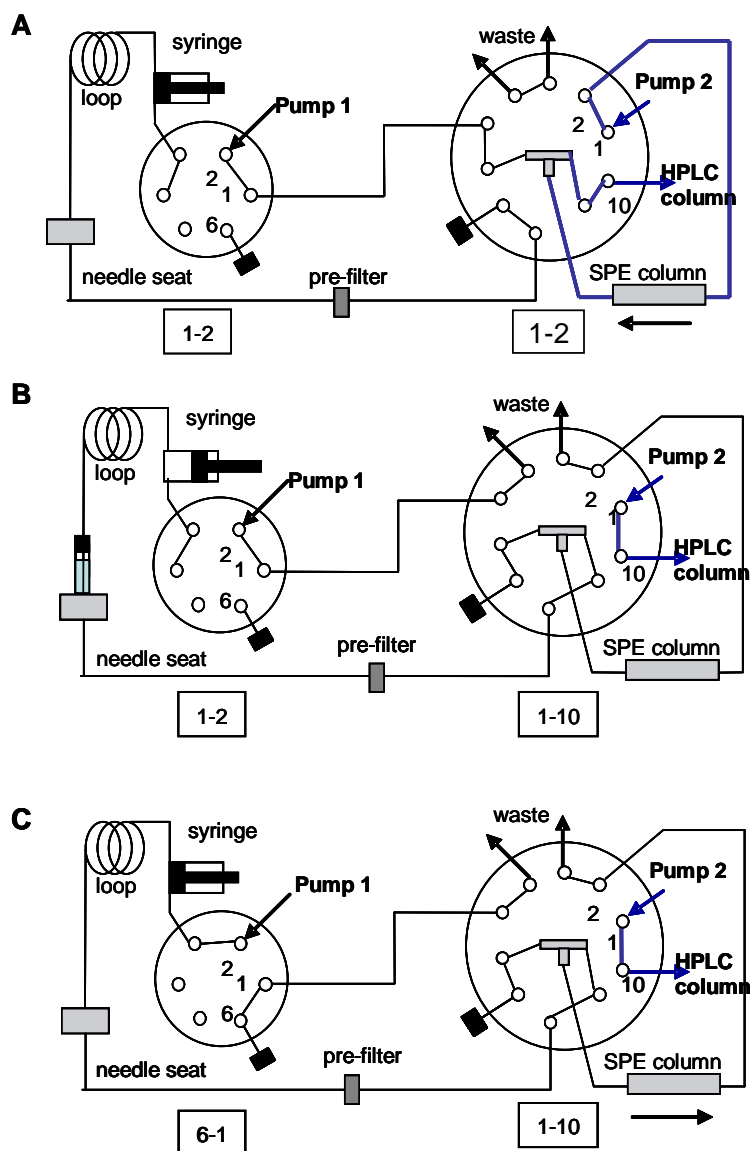 A
syringe
loop
Pump 1
2
1
6
needle seat
pre-filter
1-2
waste
Pump 2
2
1
10
HPLC
column
SPE column
1-2
B
syringe
loop
Pump 1
2
1
6
needle seat
pre-filter
1-2
waste
Pump 2
2
1
10
HPLC
column
SPE column
1-10
C
syringe
loop
Pump 1
2
1
6
needle seat
pre-filter
6-1
waste
Pump 2
2
1
10
HPLC
column
SPE column
1-10